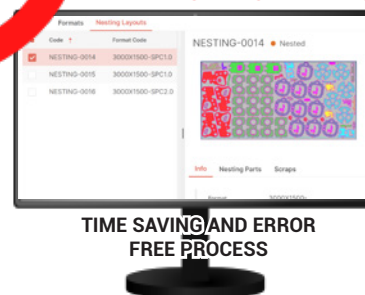 Formats Nesting Layouts
Code ↑ Format Code
NESTING-0014 3000X1500-SPC1.0
NESTING-0015 3000X1500-SPC1.0
NESTING-0016 3000X1500-SPC2.0
NESTING-0014 Nested
Info Nesting Parts Scraps
TIME SAVING AND ERROR
FREE PROCESS